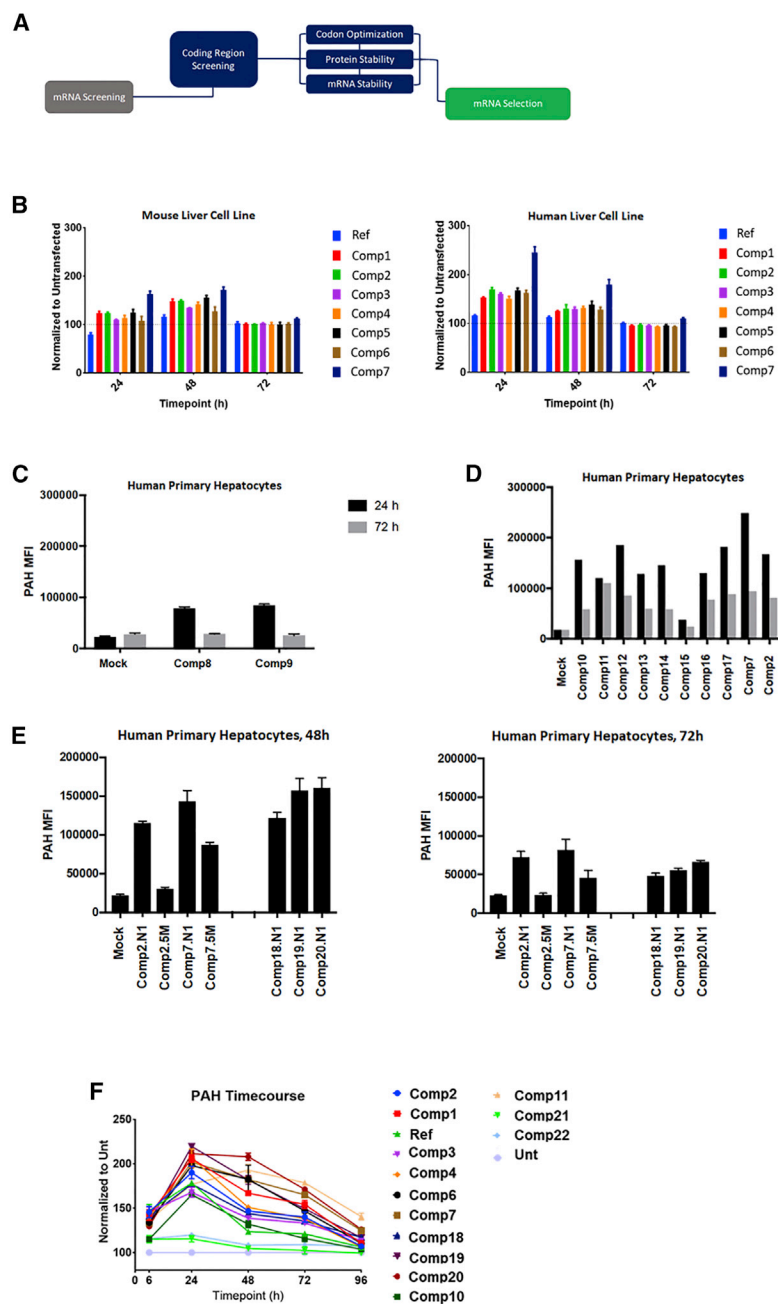 A
Codon Optimization
Coding Region
Screening
Protein Stability
mRNA Screening
mRNA Stability
mRNA Selection
B
Mouse Liver Cell Line
Normalized to Untransfected
300
200
100
0
24
48
72
Timepoint (h)
Ref
Comp1
Comp2
Comp3
Comp4
Comp5
Comp6
Comp7
Human Liver Cell Line
Normalized to Untransfected
300
200
100
0
24
48
72
Timepoint (h)
Ref
Comp1
Comp2
Comp3
Comp4
Comp5
Comp6
Comp7
C
Human Primary Hepatocytes
PAH MFI
300000
200000
100000
0
Mock
Comp8
Comp9
24 h
72 h
D
Human Primary Hepatocytes
PAH MFI
300000
200000
100000
0
Mock
Comp10
Comp11
Comp12
Comp13
Comp14
Comp15
Comp16
Comp17
Comp7
Comp2
E
Human Primary Hepatocytes, 48h
PAH MFI
200000
150000
100000
50000
0
Mock
Comp2.N1
Comp2.5M
Comp7.N1
Comp7.5M
Comp18.N1
Comp19.N1
Comp20.N1
Human Primary Hepatocytes, 72h
PAH MFI
200000
150000
100000
50000
0
Mock
Comp2.N1
Comp2.5M
Comp7.N1
Comp7.5M
Comp18.N1
Comp19.N1
Comp20.N1
F
PAH Timecourse
Normalized to Unt
250
200
150
100
0
6
24
48
72
96
Timepoint (h)
Comp2
Comp1
Ref
Comp3
Comp4
Comp6
Comp7
Comp18
Comp19
Comp20
Comp10
Comp11
Comp21
Comp22
Unt